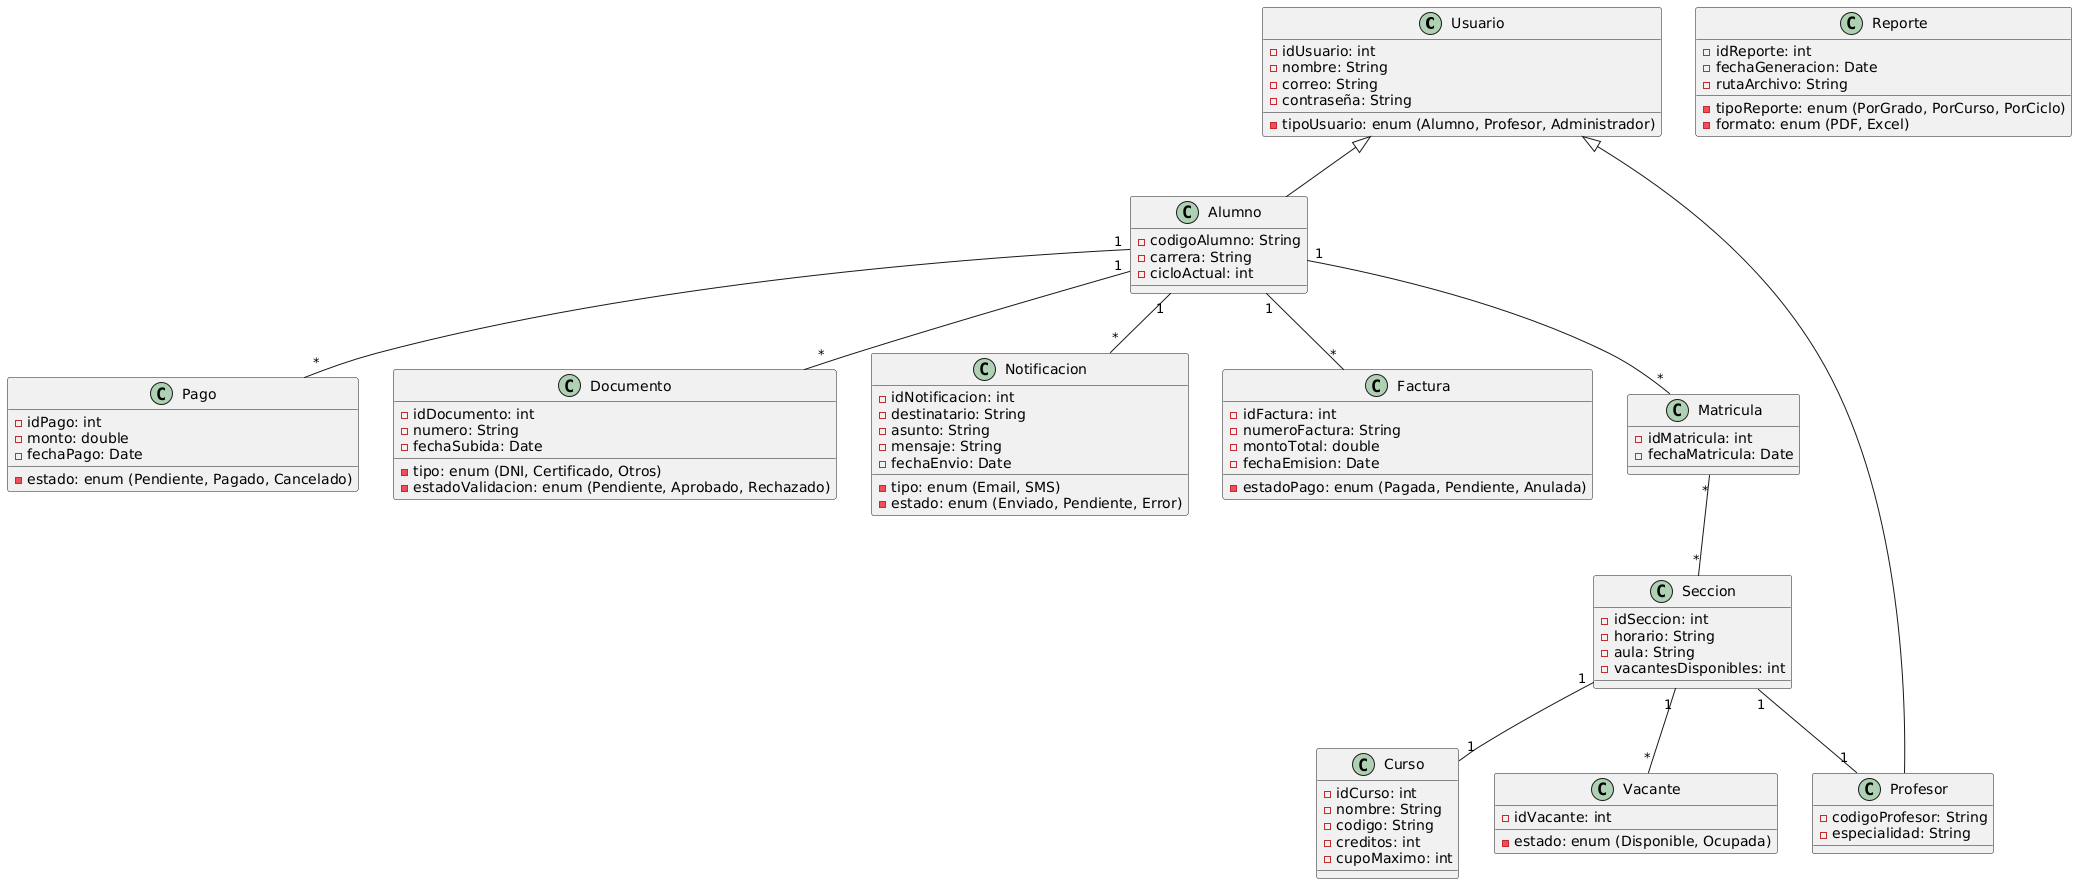 C Usuario
idUsuario: int
nombre: String
correo: String
contraseña: String
tipoUsuario: enum (Alumno, Profesor, Administrador)
C Reporte
idReporte: int
fechaGeneracion: Date
rutaArchivo: String
tipoReporte: enum (PorGrado, PorCurso, PorCiclo)
formato: enum (PDF, Excel)
C Alumno
codigoAlumno: String
carrera: String
cicloActual: int
1
1
1
1
1
*
*
*
*
*
C Pago
idPago: int
monto: double
fechaPago: Date
estado: enum (Pendiente, Pagado, Cancelado)
C Documento
idDocumento: int
numero: String
fechaSubida: Date
tipo: enum (DNI, Certificado, Otros)
estadoValidacion: enum (Pendiente, Aprobado, Rechazado)
C Notificacion
idNotificacion: int
destinatario: String
asunto: String
mensaje: String
fechaEnvio: Date
tipo: enum (Email, SMS)
estado: enum (Enviado, Pendiente, Error)
C Factura
idFactura: int
numeroFactura: String
montoTotal: double
fechaEmision: Date
estadoPago: enum (Pagada, Pendiente, Anulada)
C Matricula
idMatricula: int
fechaMatricula: Date
*
*
C Seccion
idSeccion: int
horario: String
aula: String
vacantesDisponibles: int
1
1
1
1
*
1
C Curso
idCurso: int
nombre: String
codigo: String
creditos: int
cupoMaximo: int
C Vacante
idVacante: int
estado: enum (Disponible, Ocupada)
C Profesor
codigoProfesor: String
especialidad: String